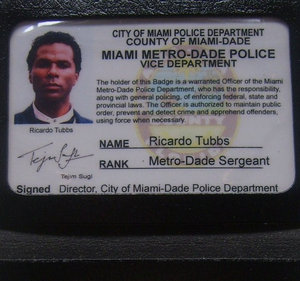 CITY OF MIAMI POLICE DEPARTMENT
COUNTY OF MIAMI-DADE
MIAMI METRO-DADE POLICE
VICE DEPARTMENT
The holder of this Badge is a warranted Officer of the Miami
Metro-Dade Police Department, who has the responsibility,
along with general policing, of enforcing federal, state and
provincial laws. The Officer is authorized to maintain public
order, prevent and detect crime and apprehend offenders,
using force when necessary.
Ricardo Tubbs
NAME Ricardo Tubbs
RANK Metro-Dade Sergeant
Tejm Sugl
Signed Director, City of Miami-Dade Police Department